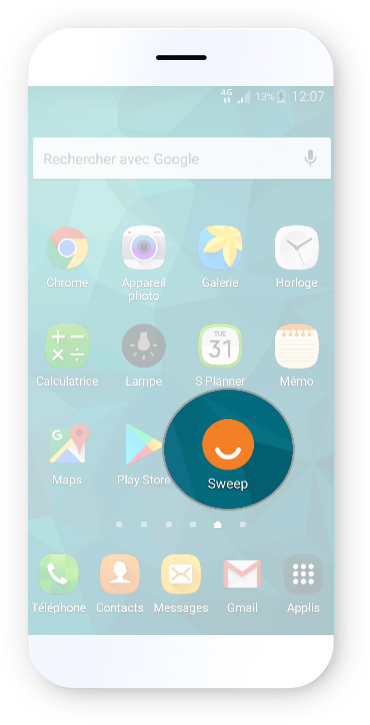 4G 13% 12:07
Rechercher avec Google
Chrome Appareil photo Galerie Horloge
Calculatrice Lampe TUE 31 S Planner Mémo
G Maps Play Store Sweep
Téléphone Contacts Messages Gmail Applis